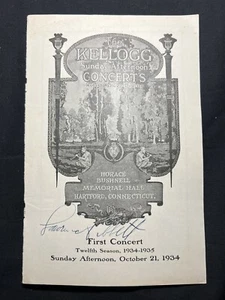 The
KELLOGG
Sunday Afternoon
CONCERTS
HORACE
BUSHNELL
MEMORIAL HALL
HARTFORD, CONNECTICUT.
First Concert
Twelfth Season, 1934-1935
Sunday Afternoon, October 21, 1934